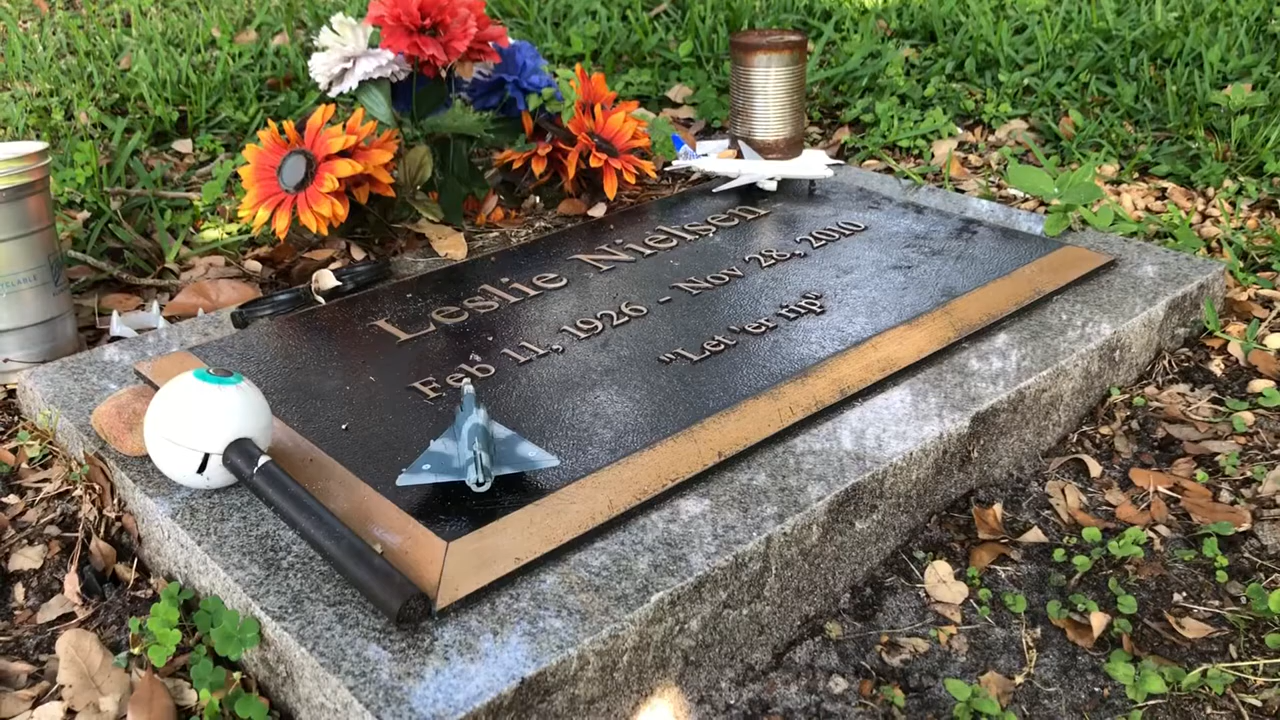 Leslie Nielsen
Feb 11, 1926 - Nov 28, 2010
"Let 'er rip"